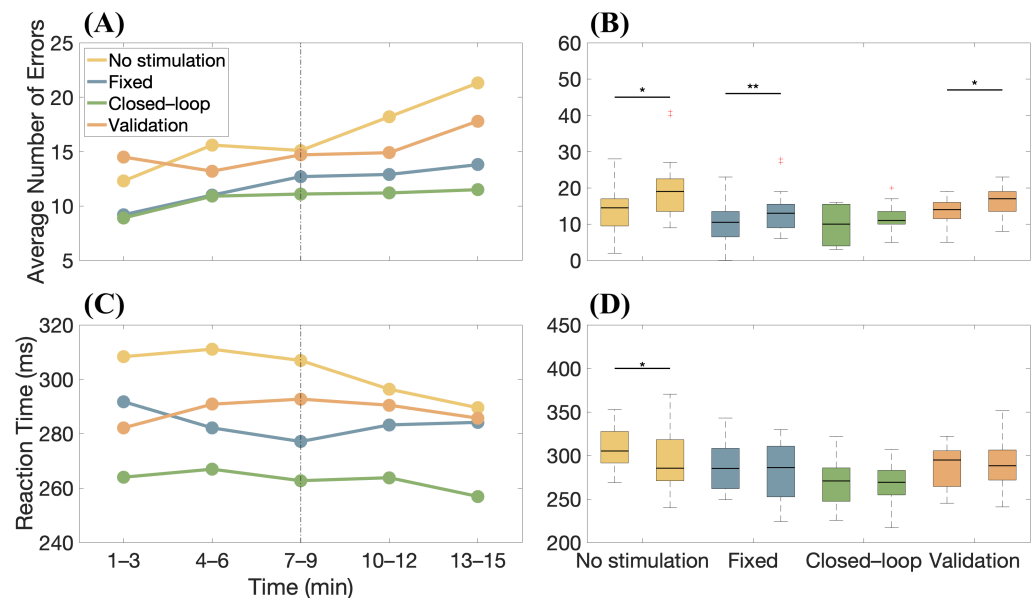 (A)
Average Number of Errors
25
20
15
10
5
No stimulation
Fixed
Closed–loop
Validation
(B)
60
50
40
30
20
10
0
*
**
*
(C)
Reaction Time (ms)
320
300
280
260
240
1–3
4–6
7–9
10–12
13–15
Time (min)
(D)
450
400
350
300
250
200
*
No stimulation
Fixed
Closed–loop
Validation